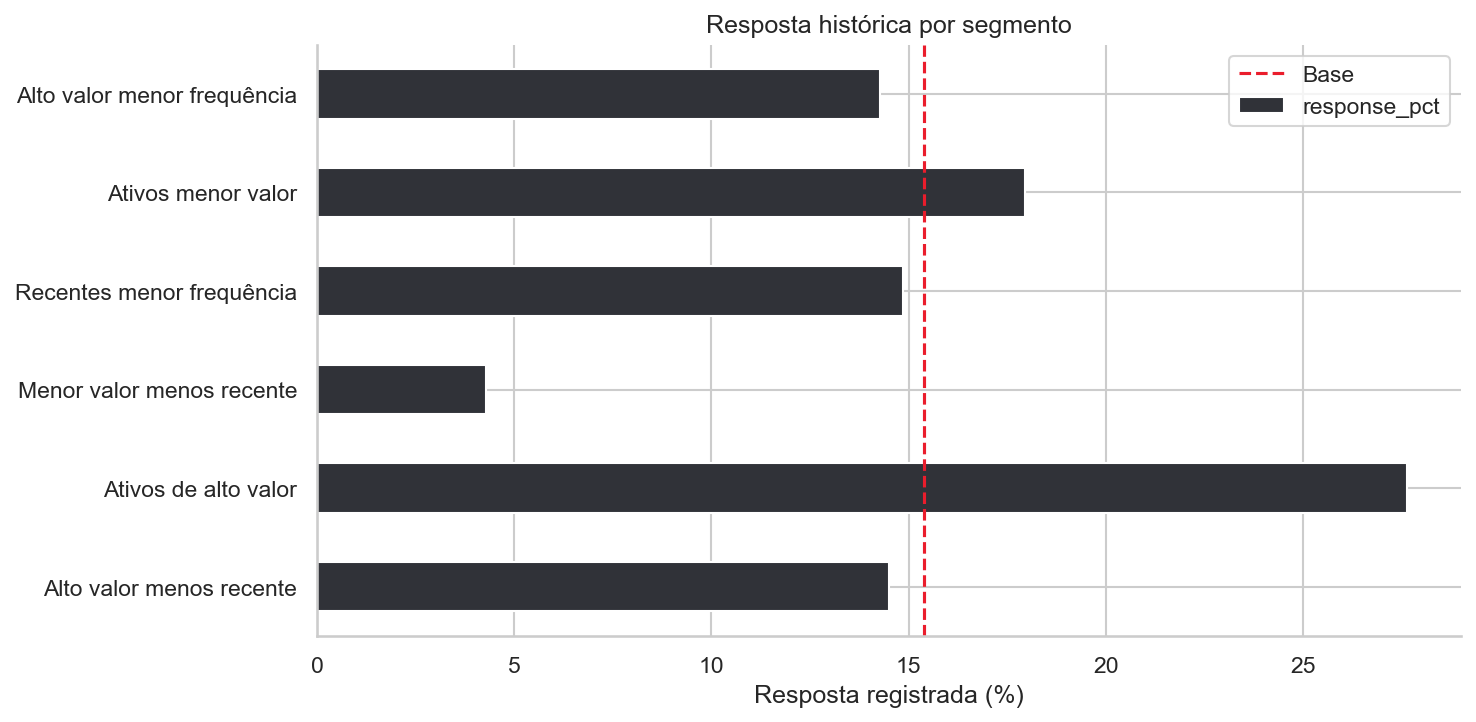 Resposta histórica por segmento
Base
response_pct
Alto valor menor frequência
Ativos menor valor
Recentes menor frequência
Menor valor menos recente
Ativos de alto valor
Alto valor menos recente
0 5 10 15 20 25
Resposta registrada (%)